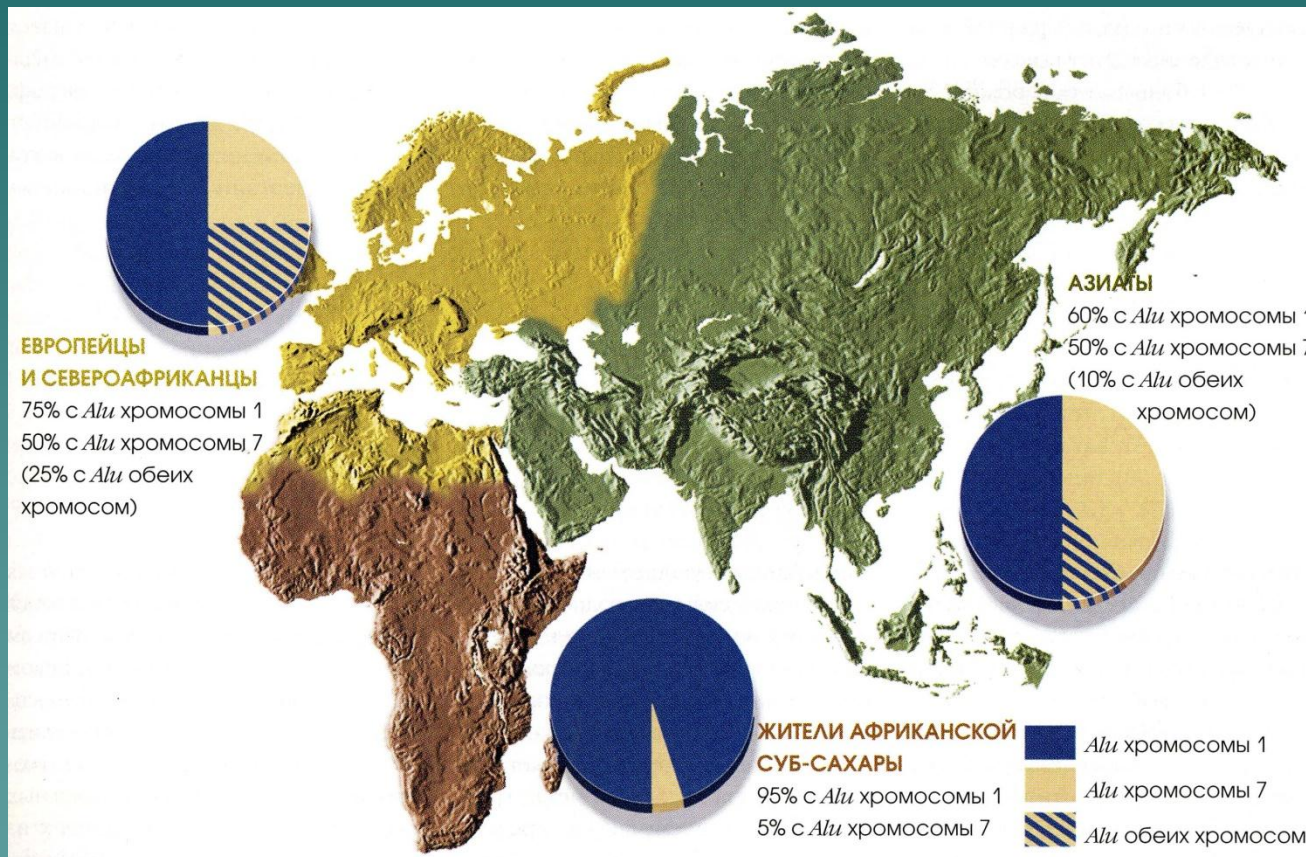 ЕВРОПЕЙЦЫ
И СЕВЕРОАФРИКАНЦЫ
75% с Alu хромосомы 1
50% с Alu хромосомы 7
(25% с Alu обеих
хромосом)
АЗИАТЫ
60% с Alu хромосомы 1
50% с Alu хромосомы 7
(10% с Alu обеих
хромосом)
ЖИТЕЛИ АФРИКАНСКОЙ
СУБ-САХАРЫ
95% с Alu хромосомы 1
5% с Alu хромосомы 7
Alu хромосомы 1
Alu хромосомы 7
Alu обеих хромосом